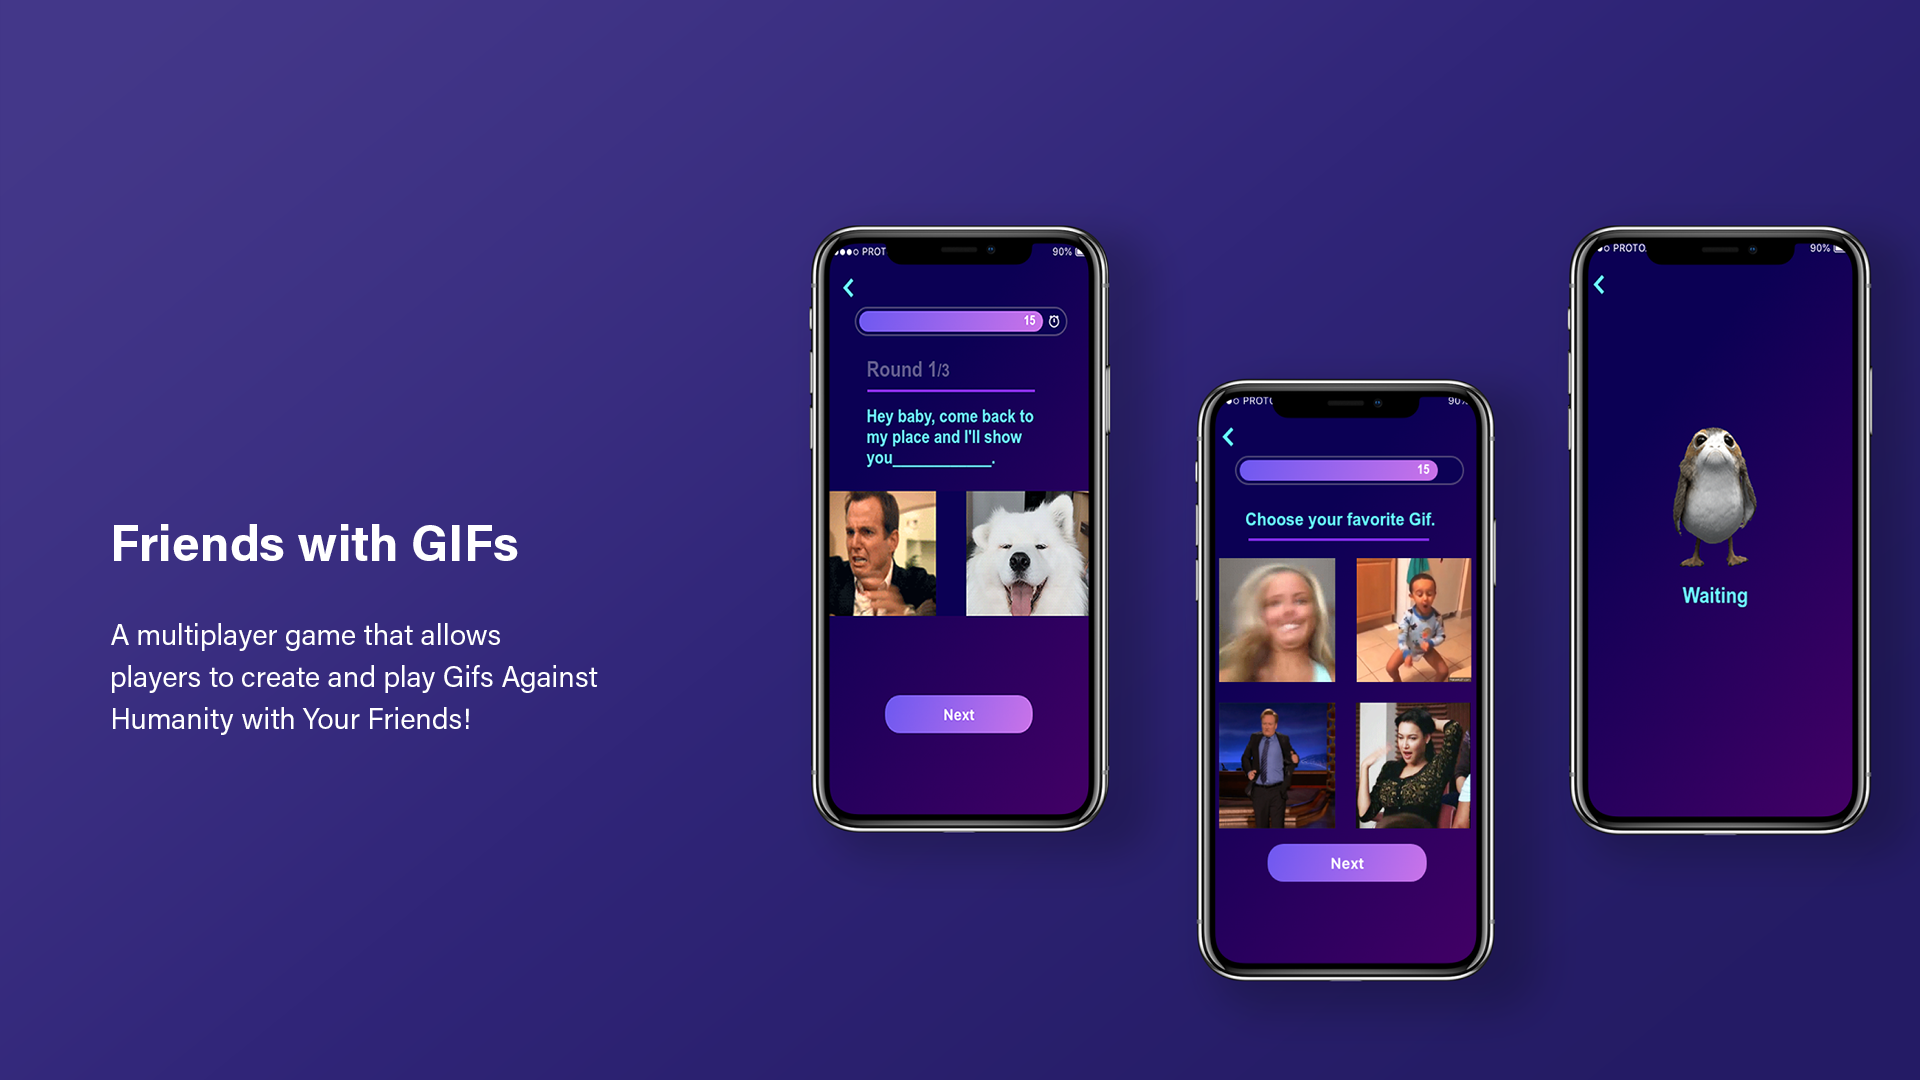 Friends with GIFs
A multiplayer game that allows
players to create and play Gifs Against
Humanity with Your Friends!
PROT
90%
15
Round 1/3
Hey baby, come back to
my place and I'll show
you____________.
Next
PROTO
90%
15
Choose your favorite Gif.
Next
PROTO
90%
Waiting